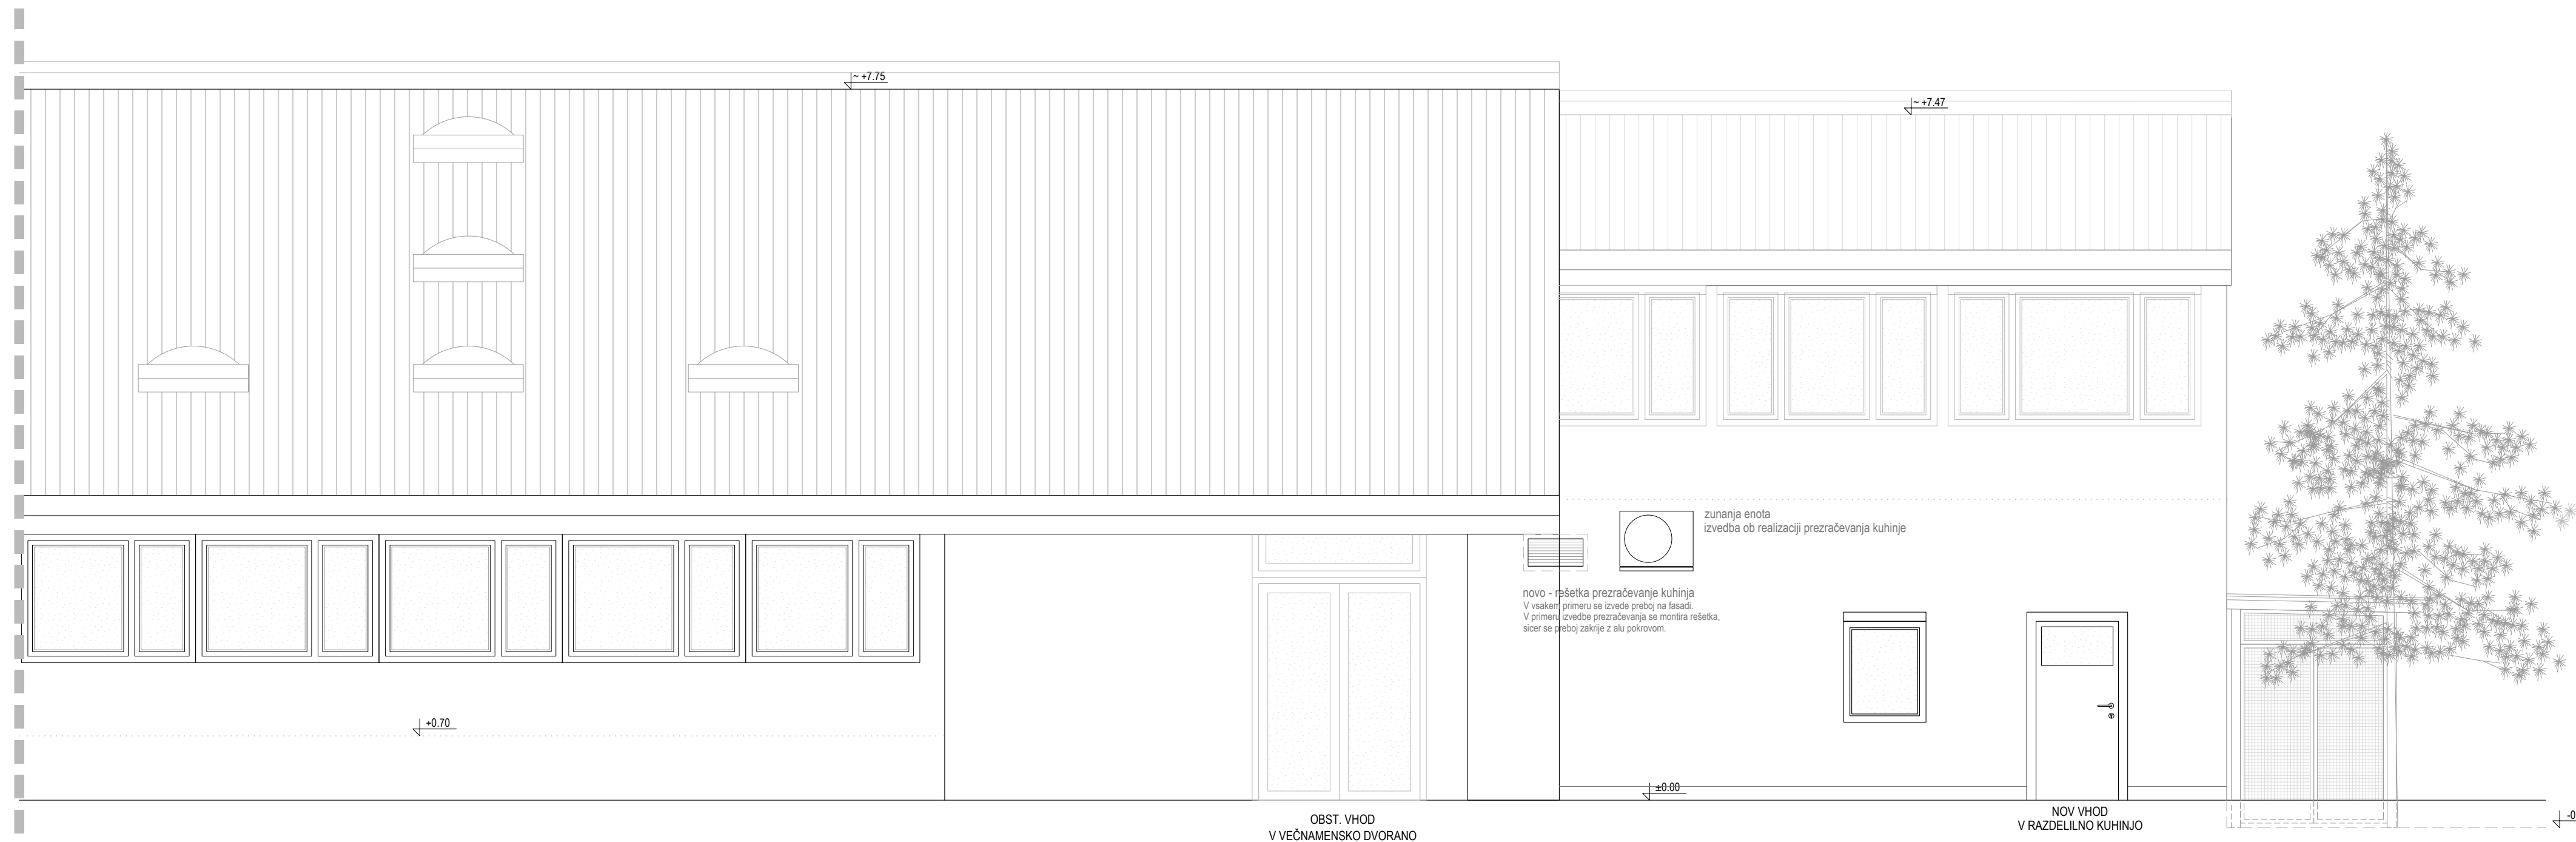 ~ +7.75
~ +7.47
zunanja enota
izvedba ob realizaciji prezračevanja kuhinje
novo - rešetka prezračevanje kuhinja
V vsakem primeru se izvede preboj na fasadi.
V primeru izvedbe prezračevanja se montira rešetka,
sicer se preboj zakrije z alu pokrovom.
+0.70
±0.00
OBST. VHOD
V VEČNAMENSKO DVORANO
NOV VHOD
V RAZDELILNO KUHINJO
-0